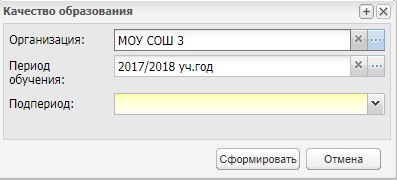 Качество образования
Организация: МОУ СОШ 3
Период обучения: 2017/2018 уч.год
Подпериод:
Сформировать Отмена